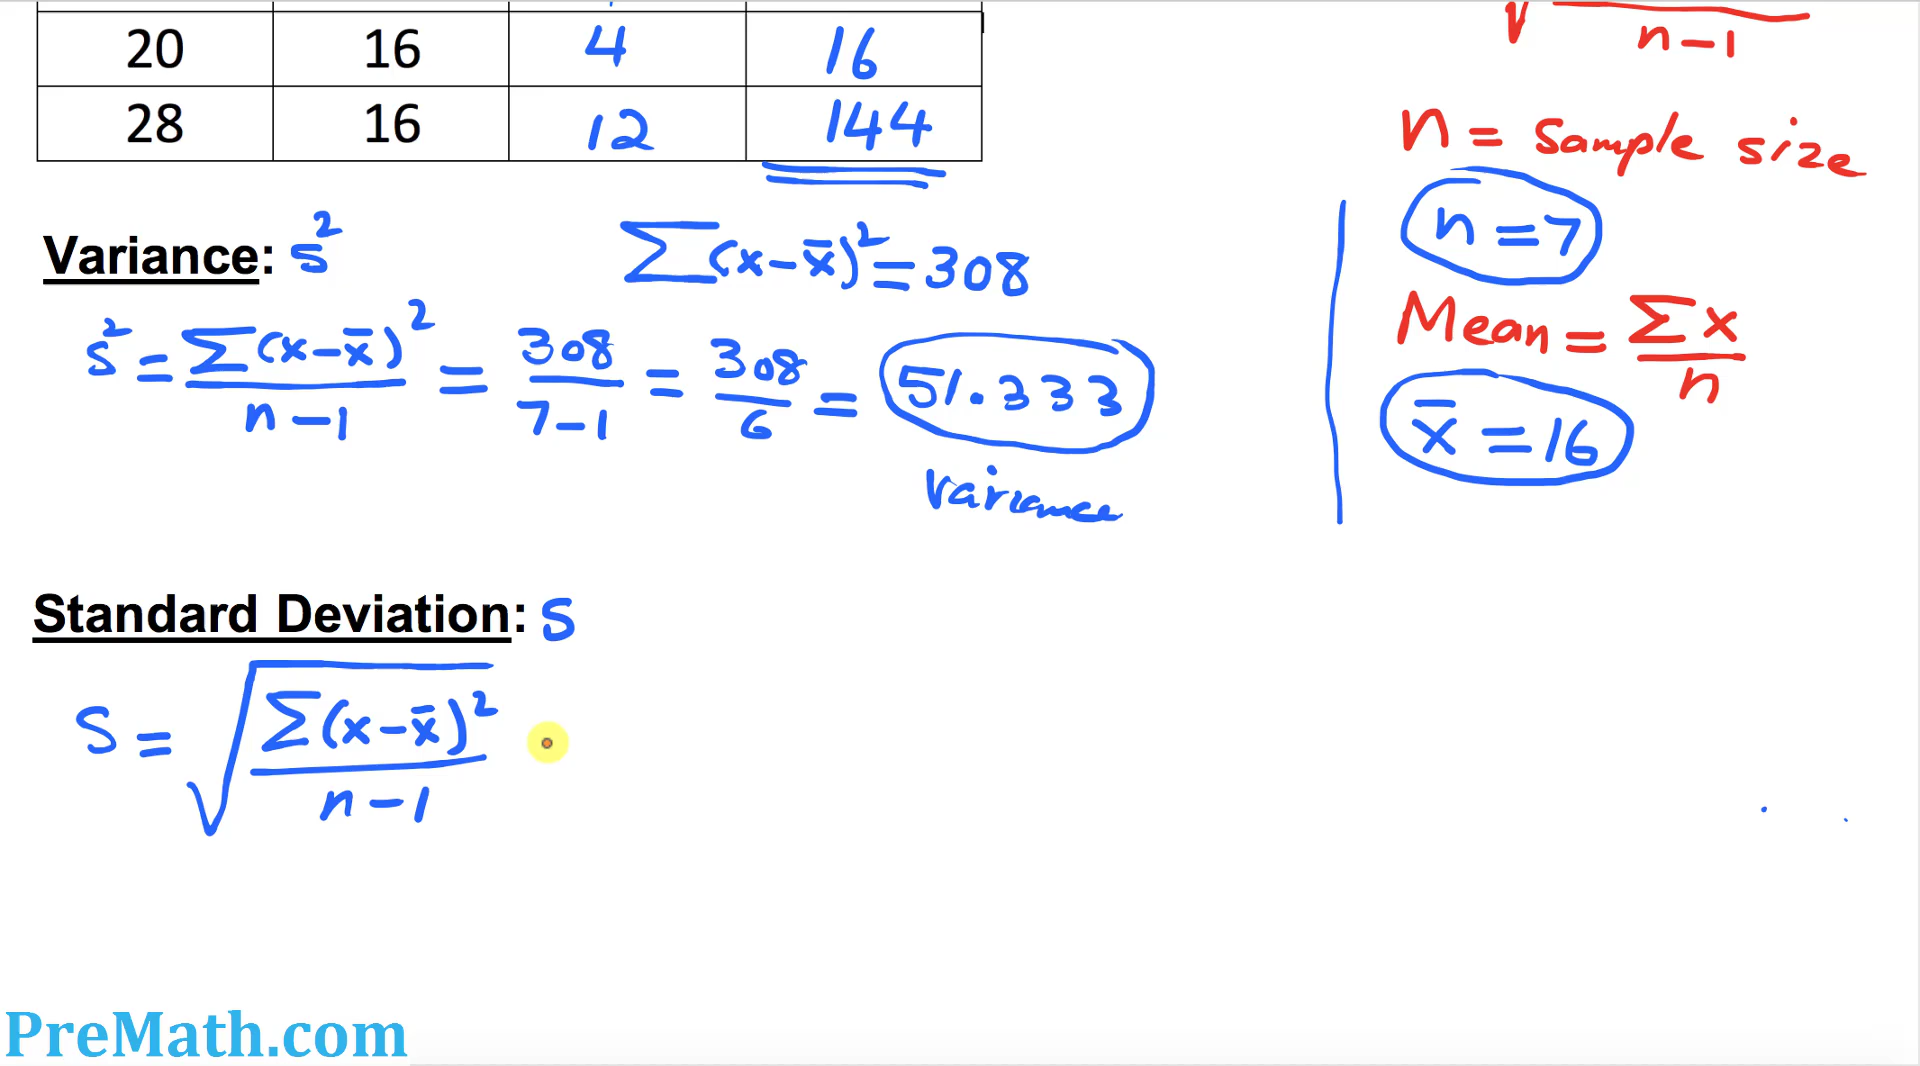 20 16 4 16
28 16 12 144
Variance: s²
∑(x-x̄)²=308
s² = ∑(x-x̄)²/n-1 = 308/7-1 = 308/6 = 51.333
variance
Standard Deviation: S
S = √∑(x-x̄)²/n-1
n-1
n = Sample size
n = 7
Mean = ∑x/n
x̄ = 16
PreMath.com